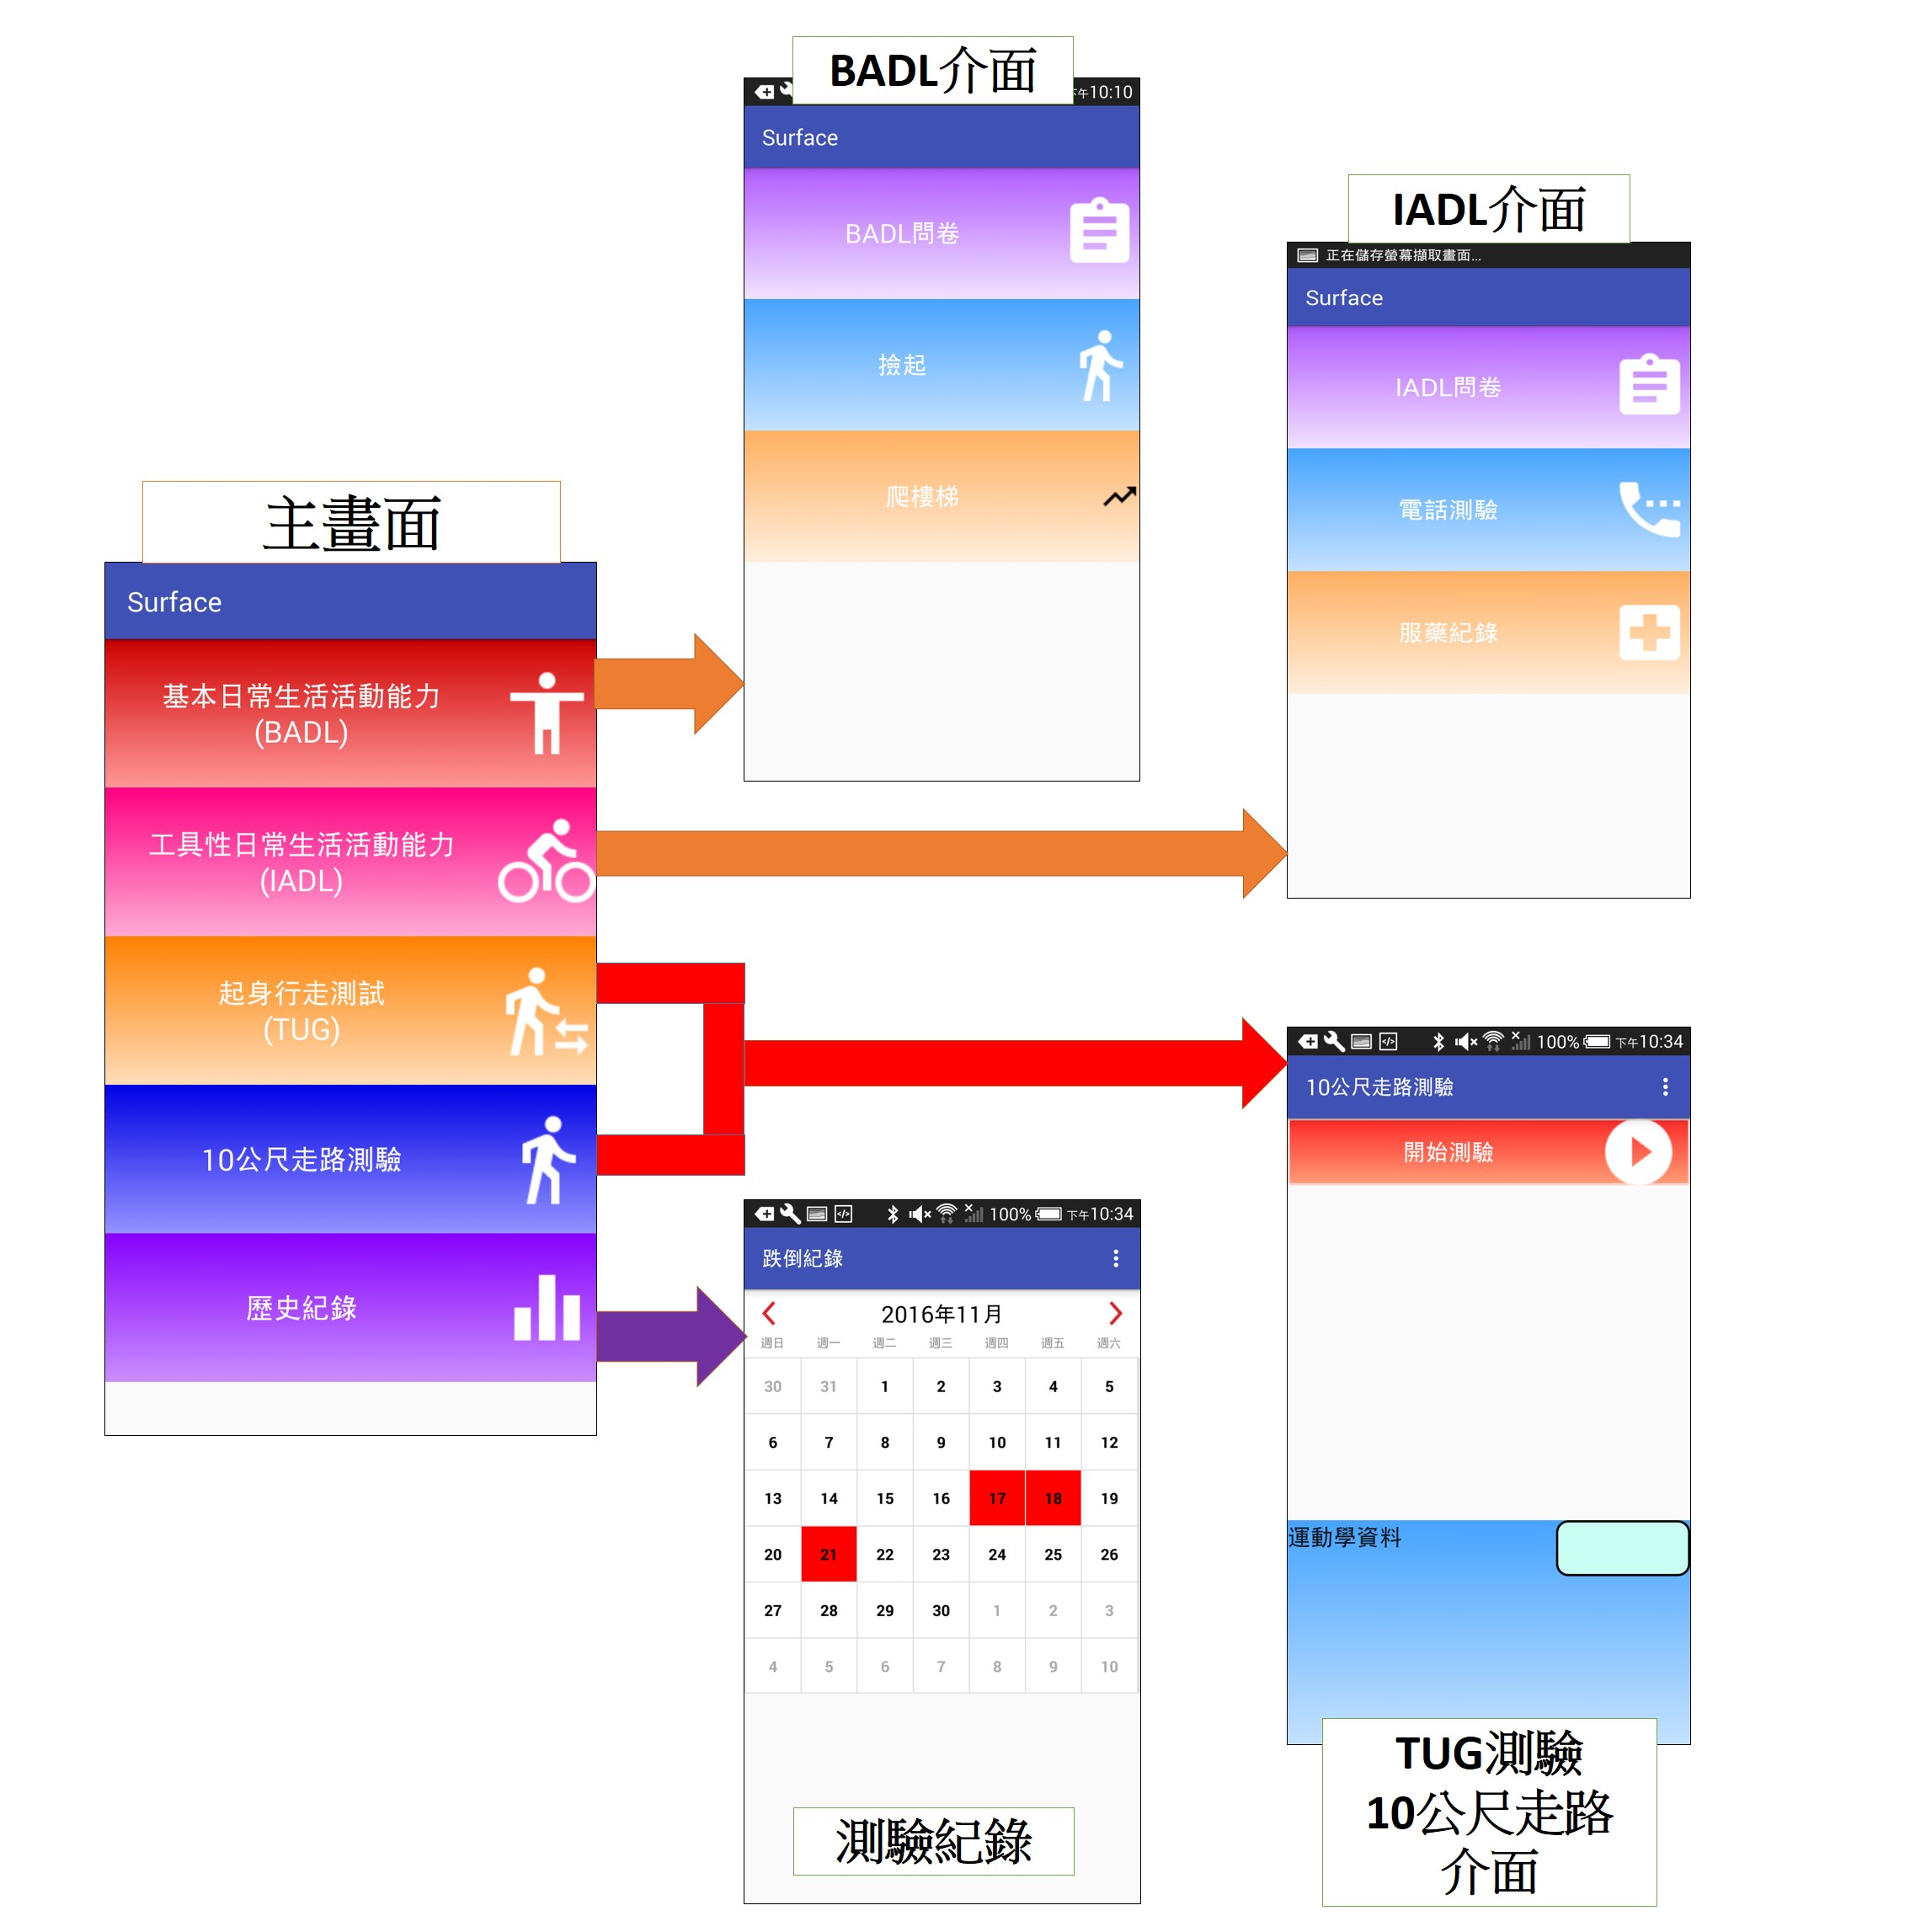 BADL介面
午10:10
Surface
BADL問卷
撿起
爬樓梯
IADL介面
正在儲存螢幕擷取畫面...
Surface
IADL問卷
電話測驗
服藥紀錄
主畫面
Surface
基本日常生活活動能力
(BADL)
工具性日常生活活動能力
(IADL)
起身行走測試
(TUG)
10公尺走路測驗
歷史紀錄
100% 下午10:34
跌倒紀錄
2016年11月
週日 週一 週二 週三 週四 週五 週六
30 31 1 2 3 4 5
6 7 8 9 10 11 12
13 14 15 16 17 18 19
20 21 22 23 24 25 26
27 28 29 30 1 2 3
4 5 6 7 8 9 10
測驗紀錄
100% 下午10:34
10公尺走路測驗
開始測驗
運動學資料
TUG測驗
10公尺走路
介面